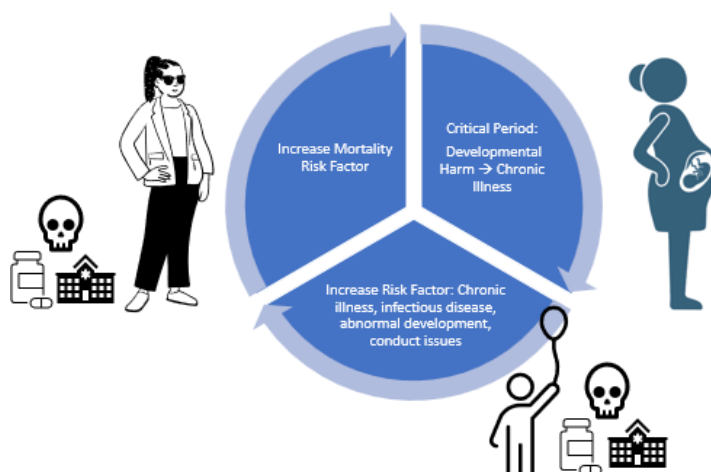 Increase Mortality
Risk Factor
Critical Period:
Developmental
Harm → Chronic
Illness
Increase Risk Factor: Chronic
illness, infectious disease,
abnormal development,
conduct issues